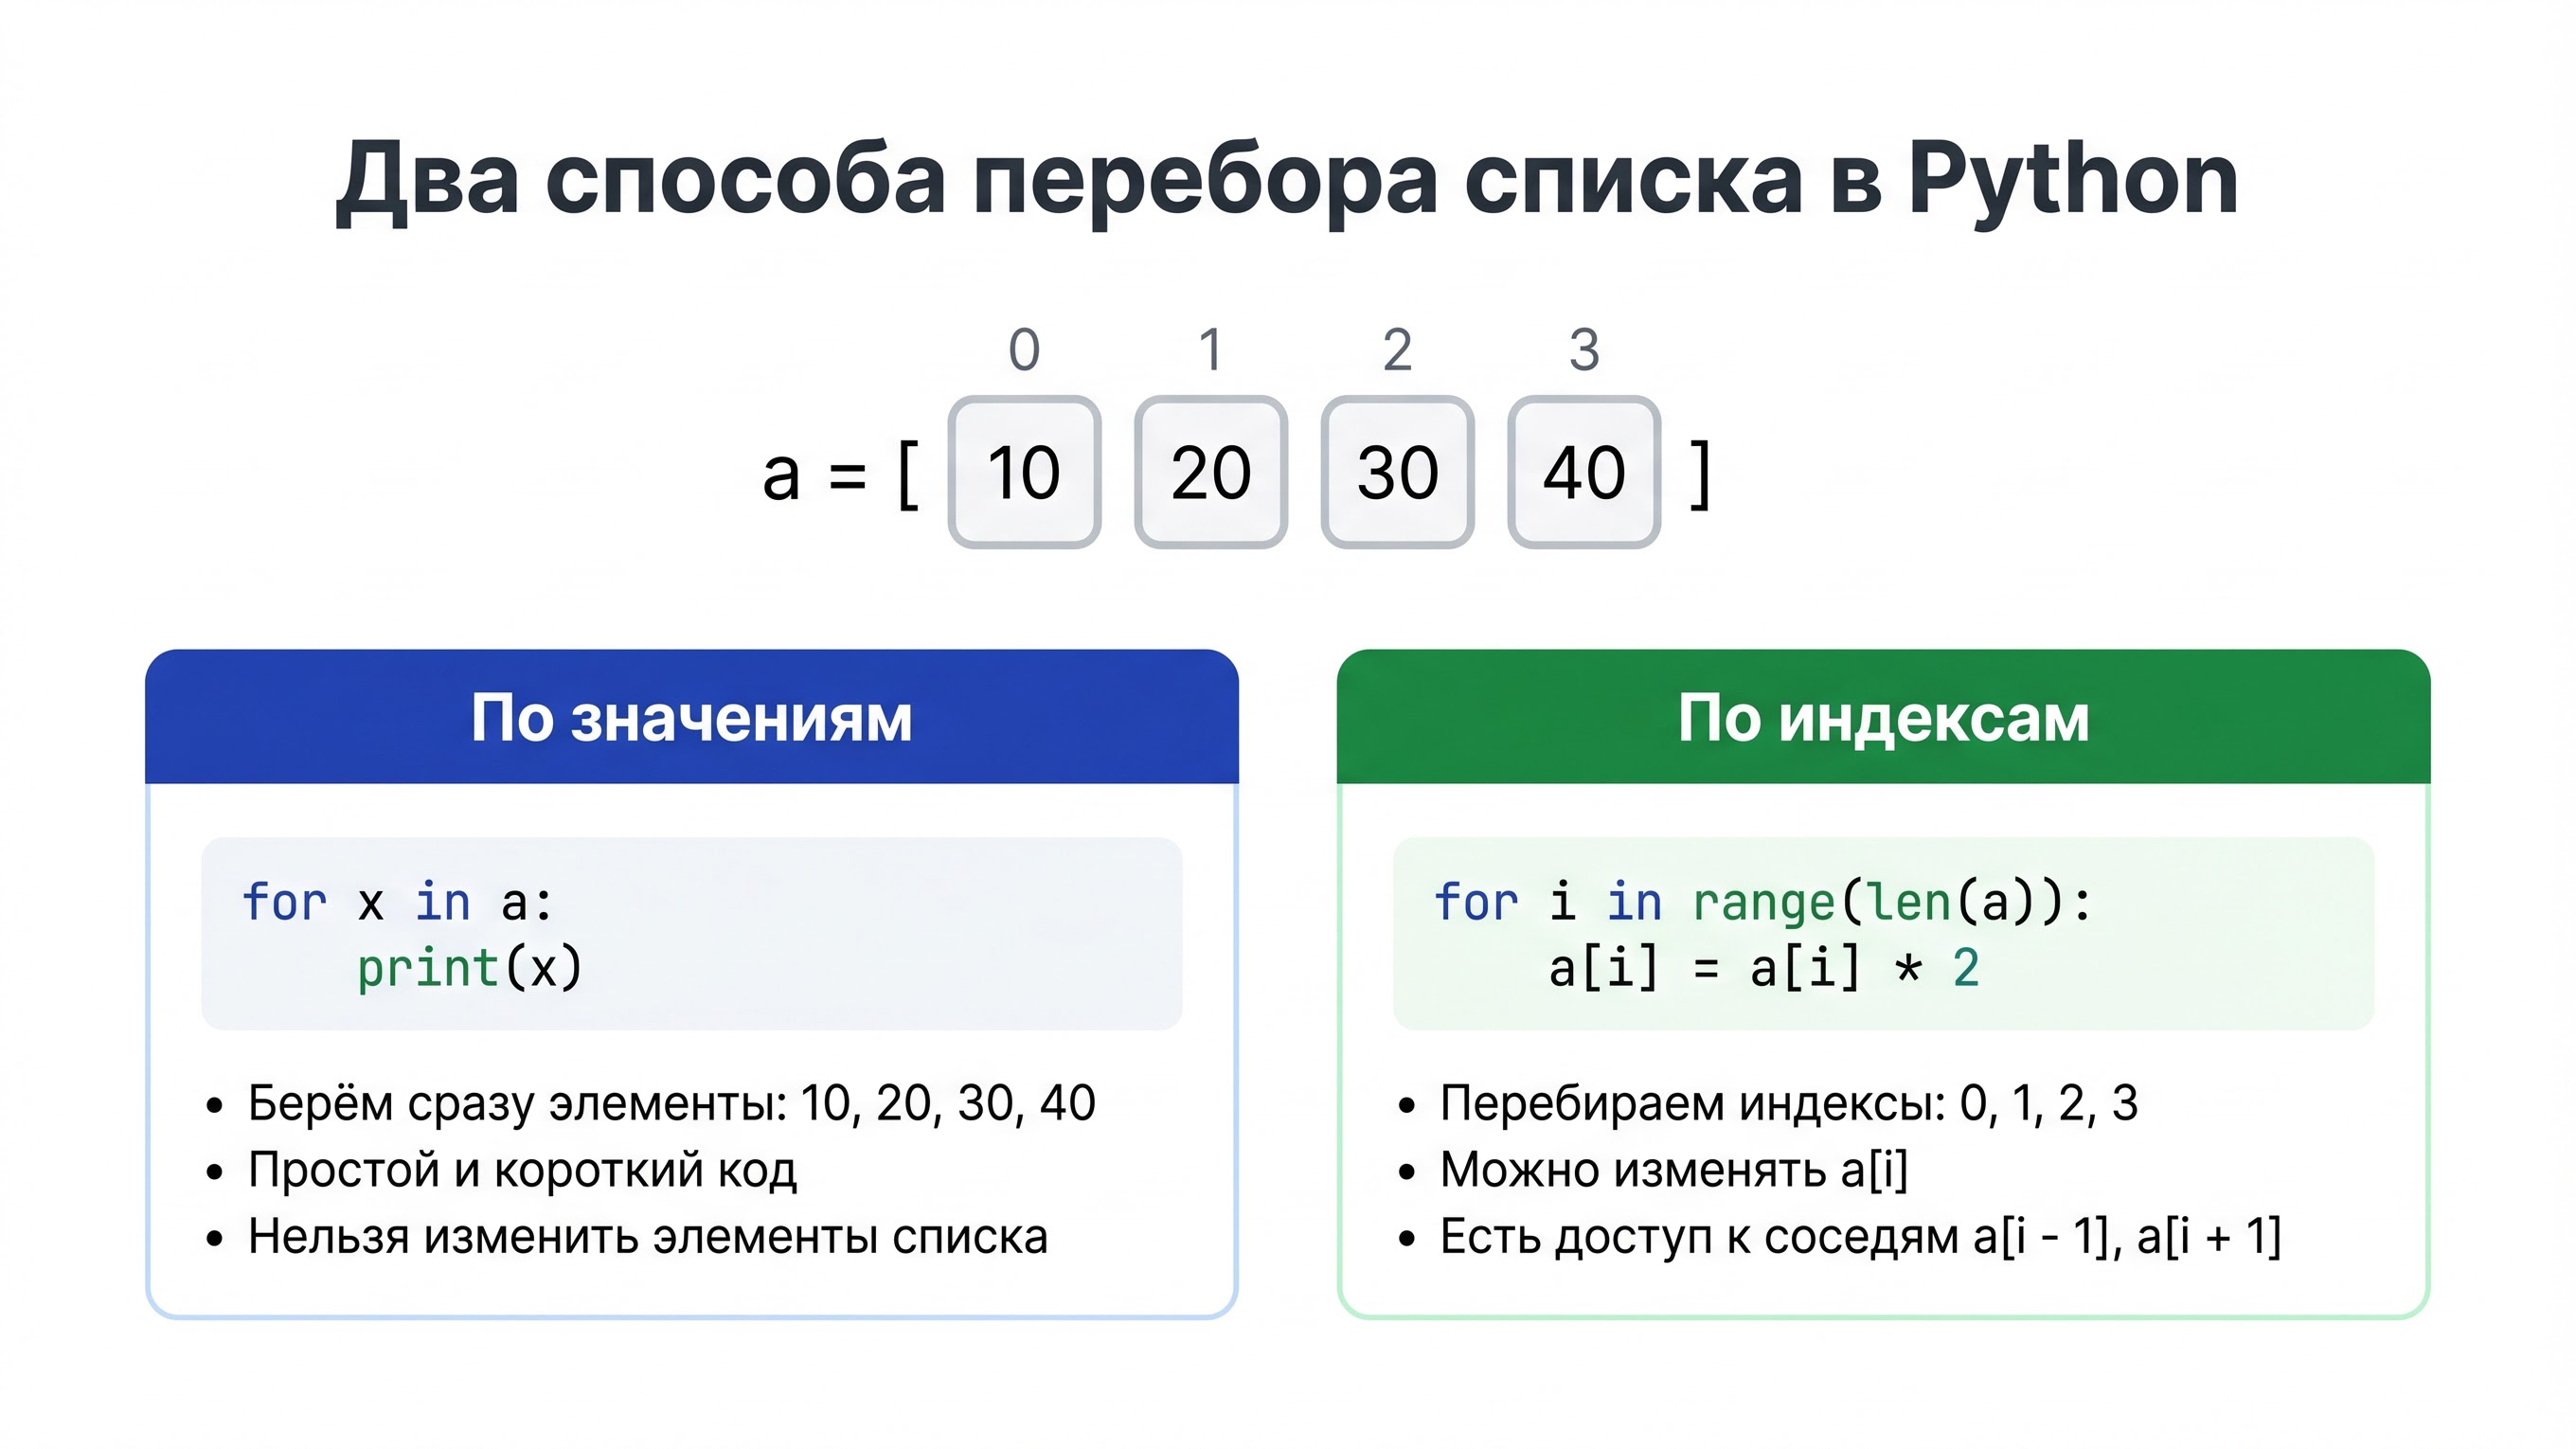 Два способа перебора списка в Python
0 1 2 3
a = [ 10 20 30 40 ]
По значениям
for x in a:
    print(x)
• Берём сразу элементы: 10, 20, 30, 40
• Простой и короткий код
• Нельзя изменить элементы списка
По индексам
for i in range(len(a)):
    a[i] = a[i] * 2
• Перебираем индексы: 0, 1, 2, 3
• Можно изменять a[i]
• Есть доступ к соседям a[i - 1], a[i + 1]